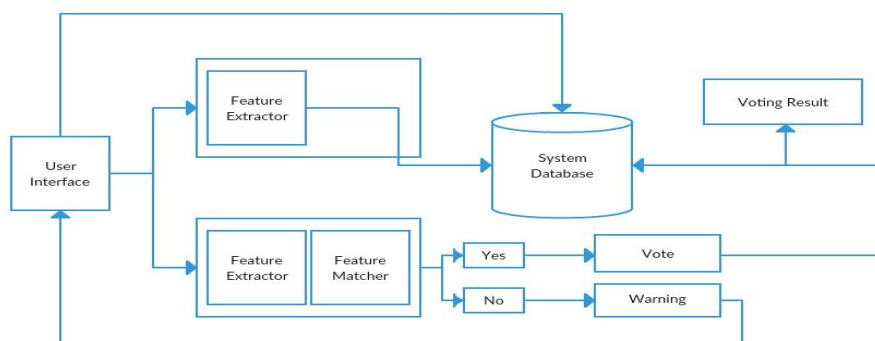 Feature
Extractor
Voting Result
User
Interface
System
Database
Feature
Extractor
Feature
Matcher
Yes
Vote
No
Warning